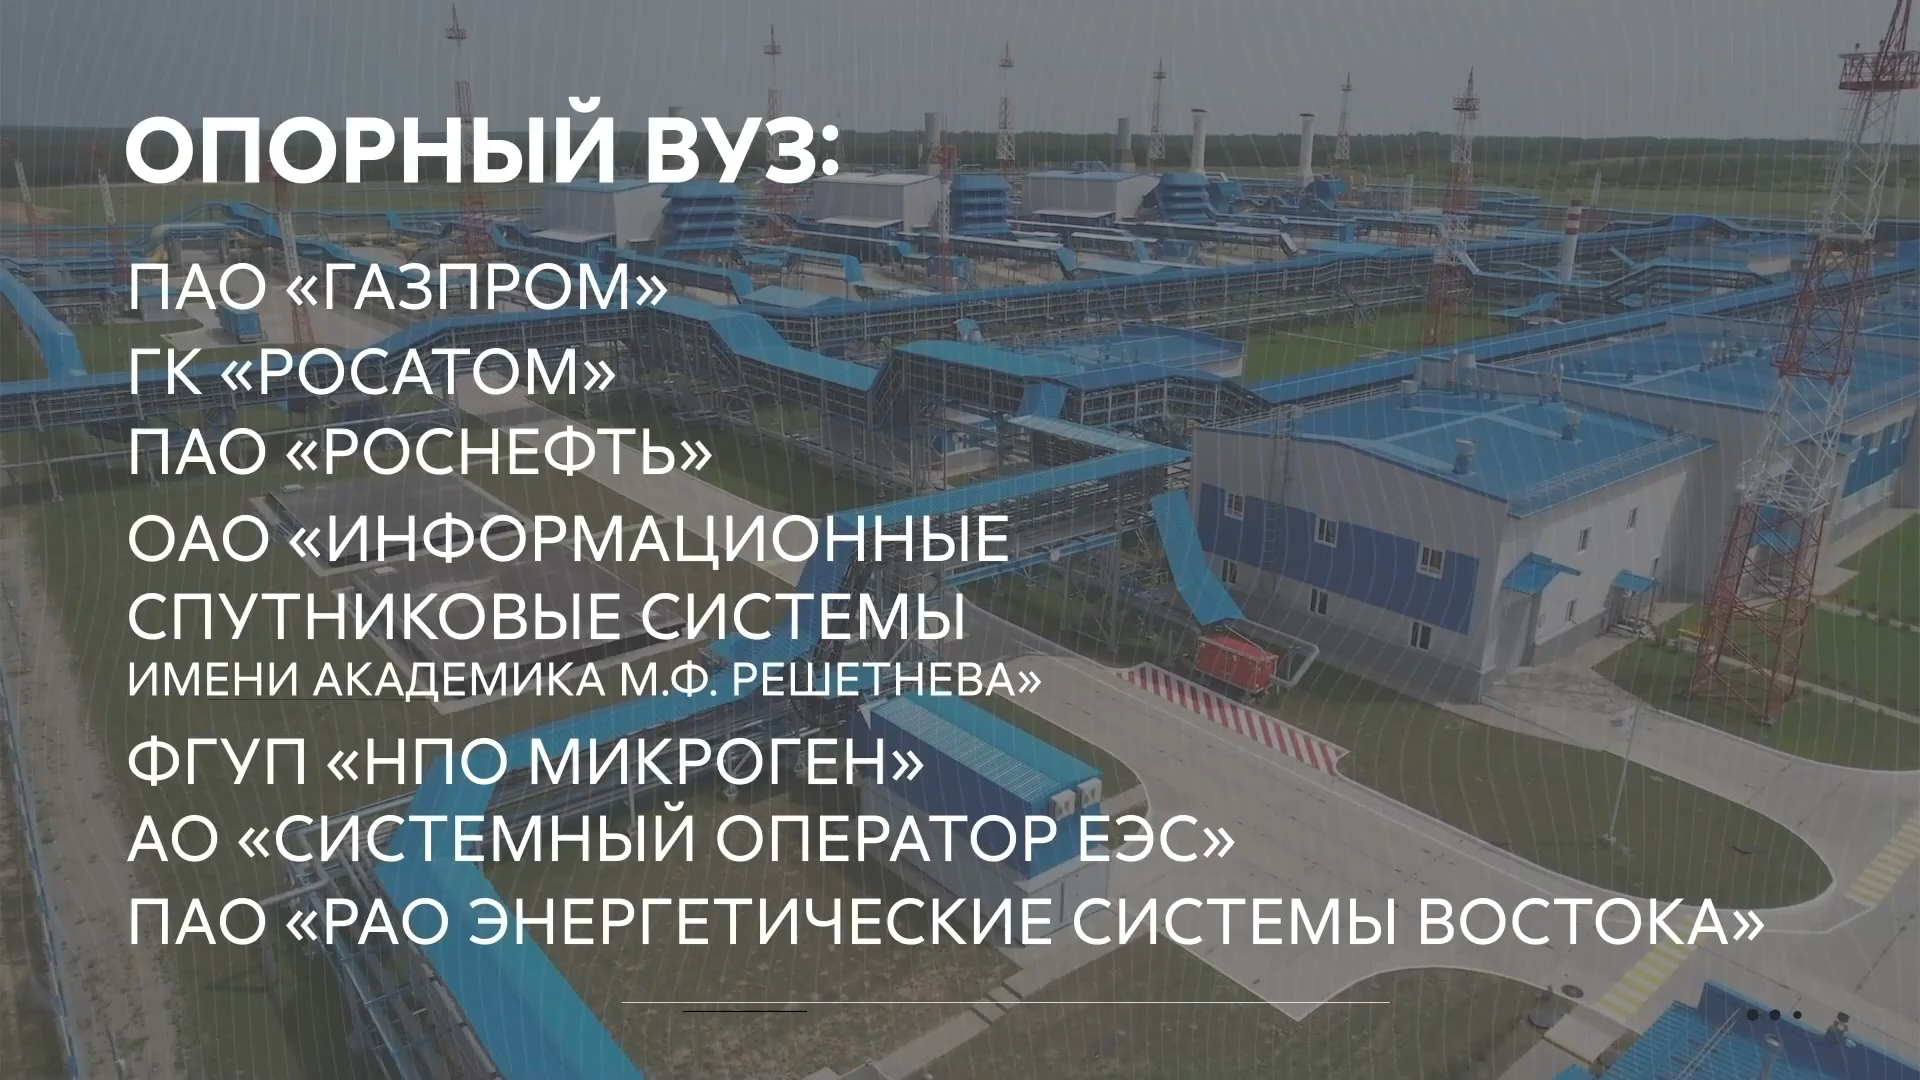 ОПОРНЫЙ ВУЗ:
ПАО «ГАЗПРОМ»
ГК «РОСАТОМ»
ПАО «РОСНЕФТЬ»
ОАО «ИНФОРМАЦИОННЫЕ
СПУТНИКОВЫЕ СИСТЕМЫ
ИМЕНИ АКАДЕМИКА М.Ф. РЕШЕТНЕВА»
ФГУП «НПО МИКРОГЕН»
АО «СИСТЕМНЫЙ ОПЕРАТОР ЕЭС»
ПАО «РАО ЭНЕРГЕТИЧЕСКИЕ СИСТЕМЫ ВОСТОКА»